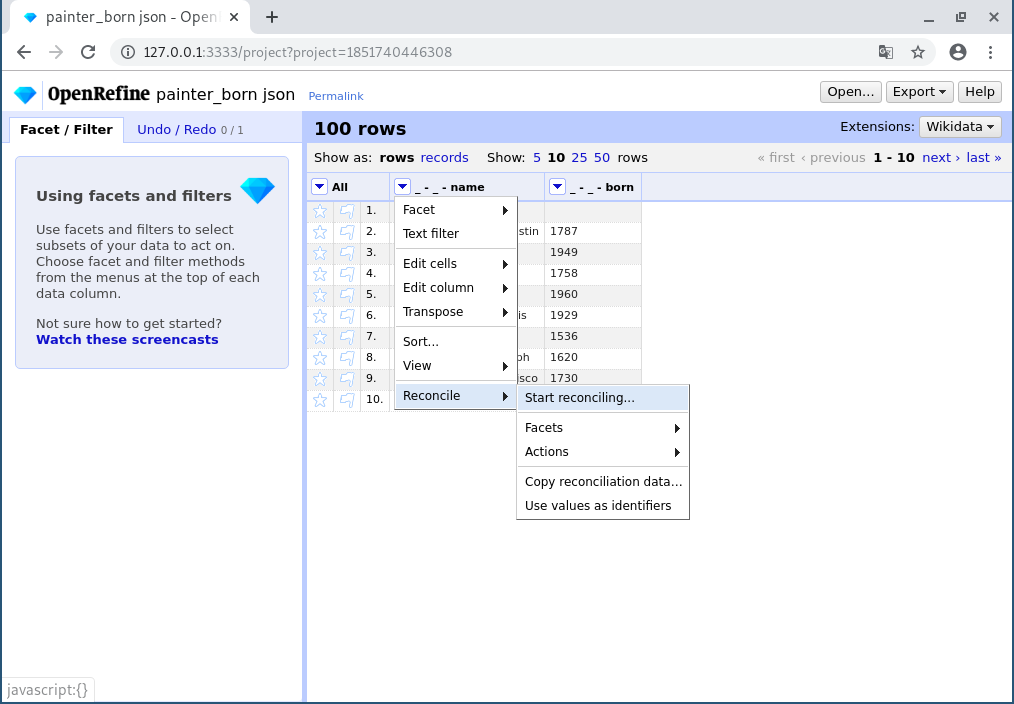 painter_born json - Open
127.0.0.1:3333/project?project=1851740446308
OpenRefine painter_born json Permalink
Open... Export Help
Facet / Filter Undo / Redo 0 / 1
100 rows
Extensions: Wikidata
Show as: rows records Show: 5 10 25 50 rows
« first ‹ previous 1 - 10 next › last »
Using facets and filters
Use facets and filters to select
subsets of your data to act on.
Choose facet and filter methods
from the menus at the top of each
data column.
Not sure how to get started?
Watch these screencasts
All _ - _ - name _ - _ - born
1.
2. stin 1787
3. 1949
4. 1758
5. 1960
6. is 1929
7. 1536
8. ph 1620
9. isco 1730
10.
Facet
Text filter
Edit cells
Edit column
Transpose
Sort...
View
Reconcile
Start reconciling...
Facets
Actions
Copy reconciliation data...
Use values as identifiers
javascript:{}